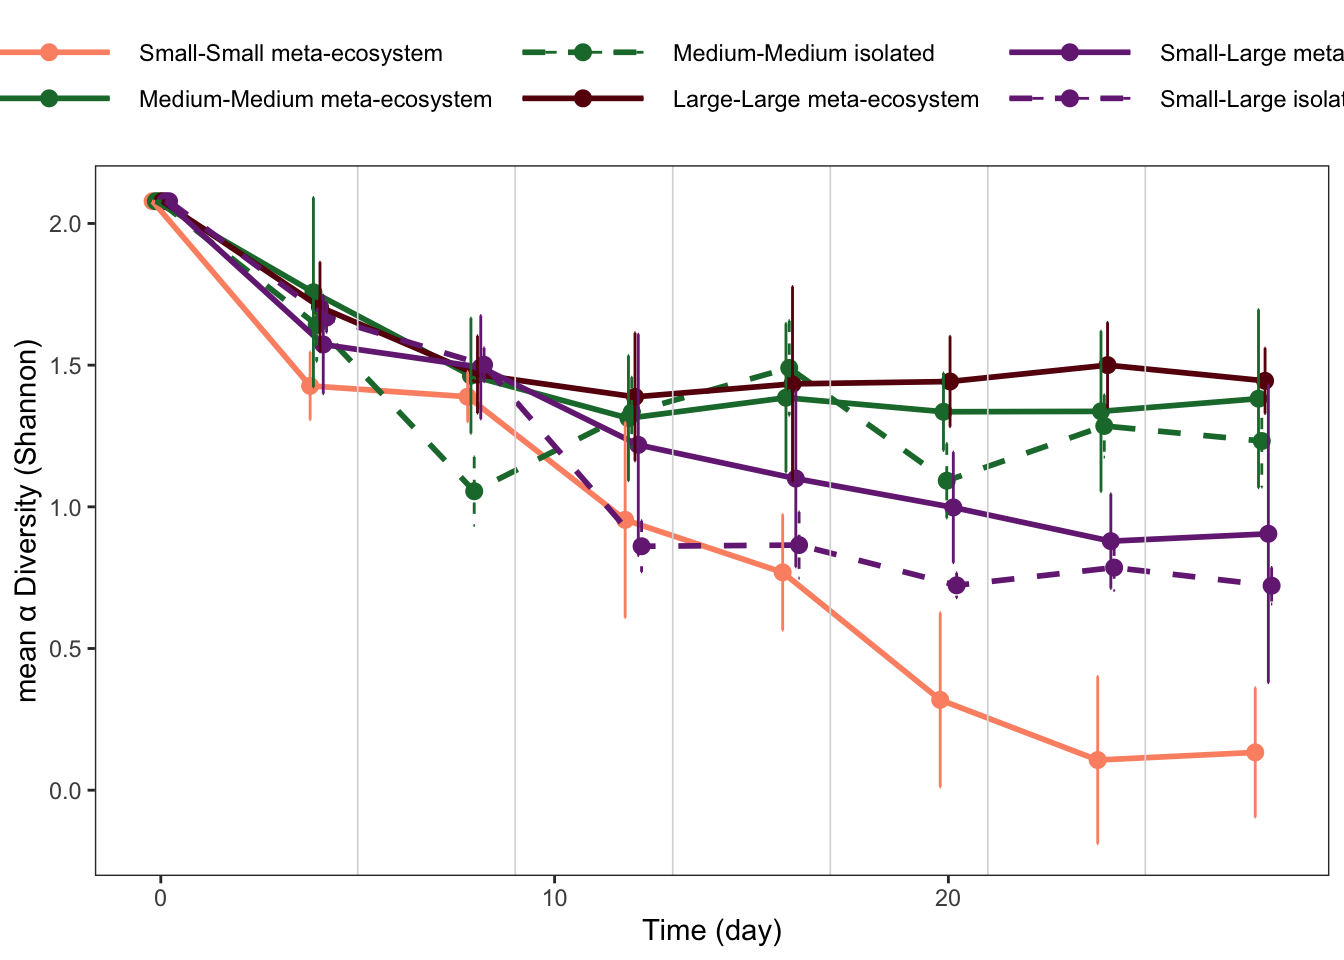 Small-Small meta-ecosystem Medium-Medium isolated Small-Large meta
Medium-Medium meta-ecosystem Large-Large meta-ecosystem Small-Large isolat
2.0
1.5
1.0
0.5
0.0
mean α Diversity (Shannon)
0 10 20
Time (day)